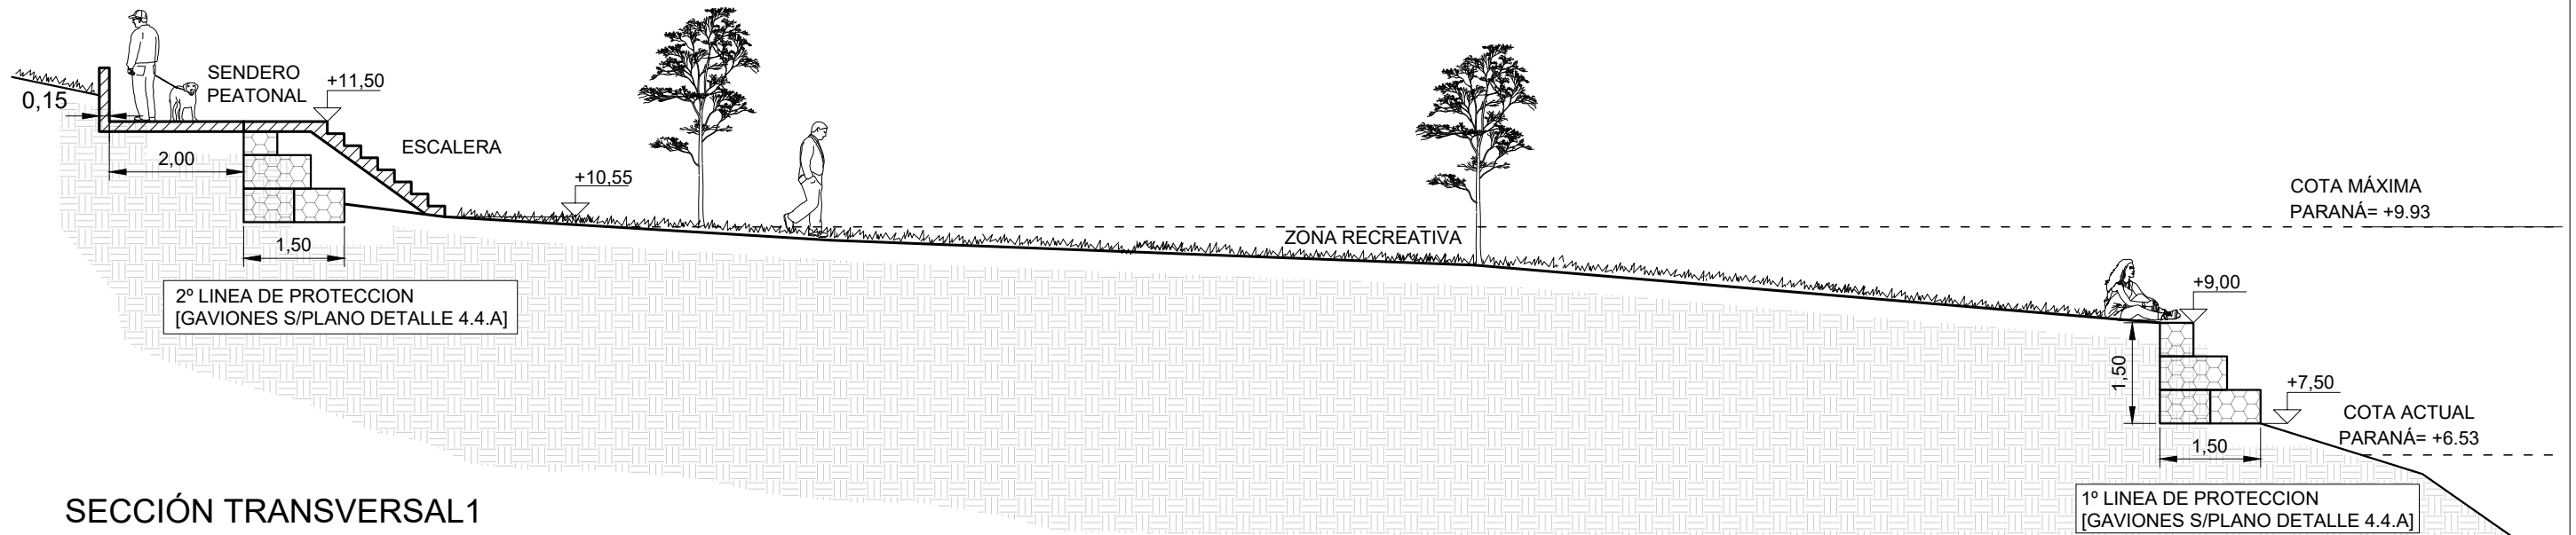 SENDERO
PEATONAL
+11,50
0,15
2,00
ESCALERA
+10,55
1,50
2º LINEA DE PROTECCION
[GAVIONES S/PLANO DETALLE 4.4.A]
ZONA RECREATIVA
COTA MÁXIMA
PARANÁ= +9.93
+9,00
1,50
+7,50
COTA ACTUAL
PARANÁ= +6.53
1,50
1º LINEA DE PROTECCION
[GAVIONES S/PLANO DETALLE 4.4.A]
SECCIÓN TRANSVERSAL1